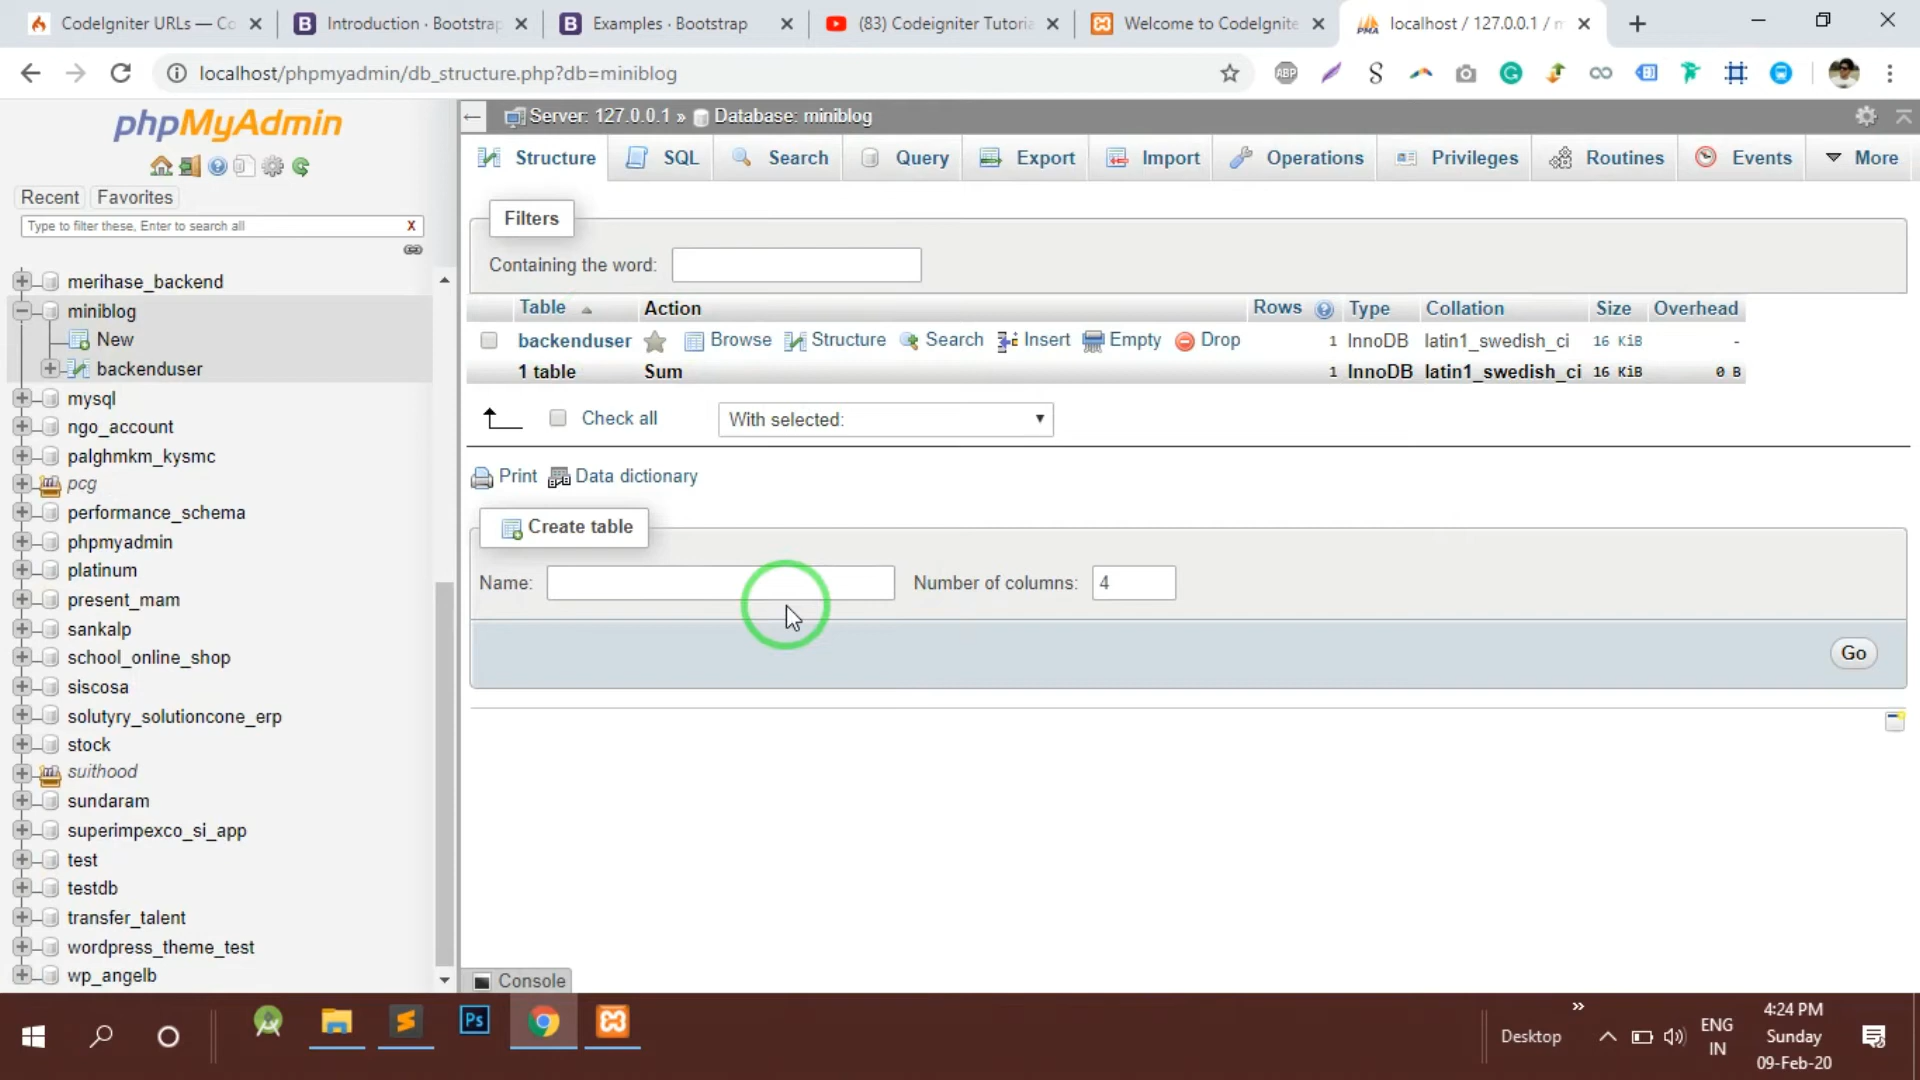 CodeIgniter URLs — Co
Introduction · Bootstrap
Examples · Bootstrap
(83) Codeigniter Tutoria
Welcome to CodeIgnite
localhost / 127.0.0.1 / m
localhost/phpmyadmin/db_structure.php?db=miniblog
ABP
phpMyAdmin
Recent
Favorites
Type to filter these, Enter to search all
X
merihase_backend
miniblog
New
backenduser
mysql
ngo_account
palghmkm_kysmc
pcg
performance_schema
phpmyadmin
platinum
present_mam
sankalp
school_online_shop
siscosa
solutyry_solutioncone_erp
stock
suithood
sundaram
superimpexco_si_app
test
testdb
transfer_talent
wordpress_theme_test
wp_angelb
Server: 127.0.0.1 » Database: miniblog
Structure SQL Search Query Export Import Operations Privileges Routines Events More
Filters
Containing the word:
Table Action Rows Type Collation Size Overhead
backenduser Browse Structure Search Insert Empty Drop 1 InnoDB latin1_swedish_ci 16 KiB -
1 table Sum 1 InnoDB latin1_swedish_ci 16 KiB 0 B
Check all With selected:
Print Data dictionary
Create table
Name: Number of columns: 4
Go
Console
Ps
Desktop
ENG
IN
4:24 PM
Sunday
09-Feb-20